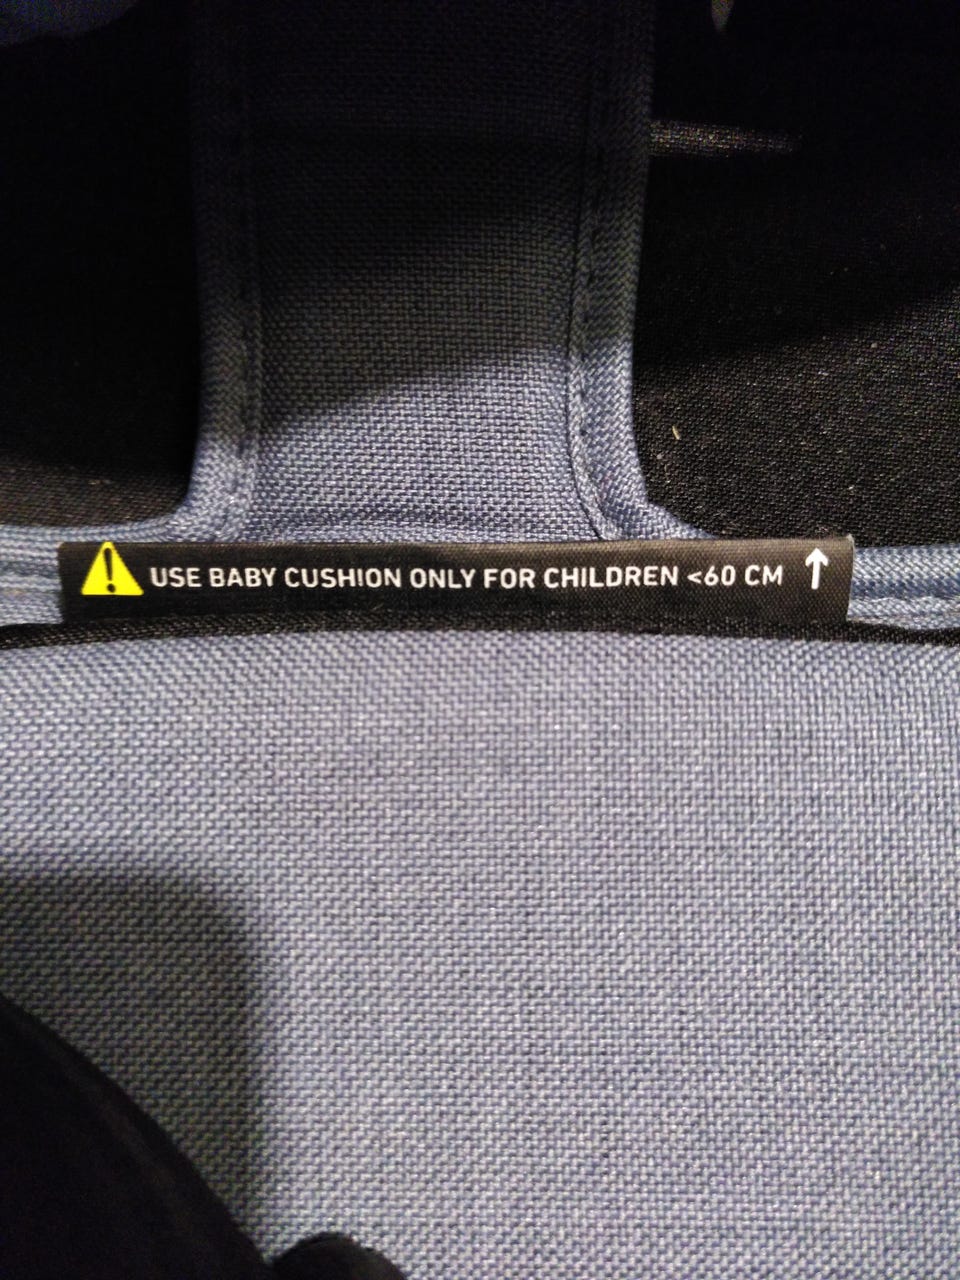 USE BABY CUSHION ONLY FOR CHILDREN <60 CM ↑